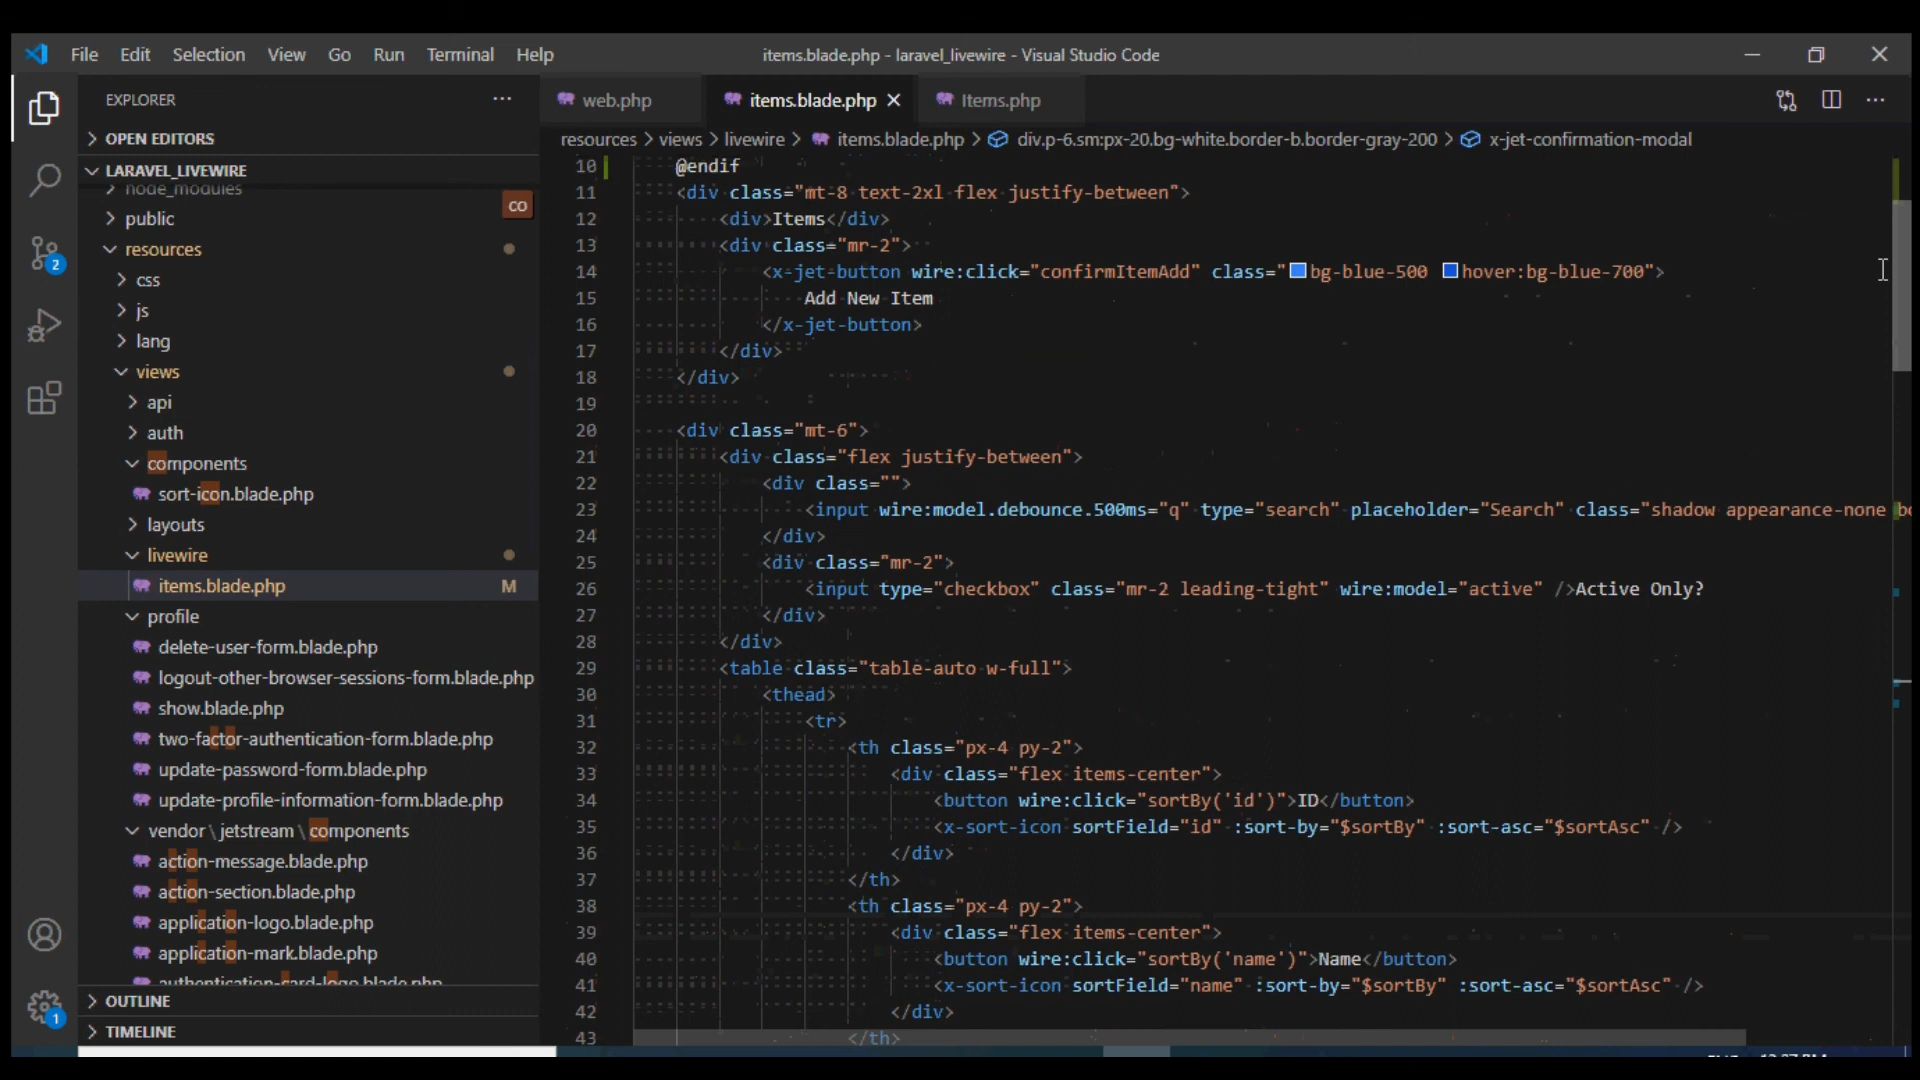 File Edit Selection View Go Run Terminal Help
items.blade.php - laravel_livewire - Visual Studio Code
EXPLORER
OPEN EDITORS
LARAVEL_LIVEWIRE
node_modules
co
public
resources
css
js
lang
views
api
auth
components
sort-icon.blade.php
layouts
livewire
items.blade.php M
profile
delete-user-form.blade.php
logout-other-browser-sessions-form.blade.php
show.blade.php
two-factor-authentication-form.blade.php
update-password-form.blade.php
update-profile-information-form.blade.php
vendor\jetstream\components
action-message.blade.php
action-section.blade.php
application-logo.blade.php
application-mark.blade.php
authentication-card-logo.blade.php
OUTLINE
TIMELINE
2
1
web.php items.blade.php Items.php
resources > views > livewire > items.blade.php > div.p-6.sm:px-20.bg-white.border-b.border-gray-200 > x-jet-confirmation-modal
10 @endif
11 <div class="mt-8 text-2xl flex justify-between">
12 <div>Items</div>
13 <div class="mr-2">
14 <x-jet-button wire:click="confirmItemAdd" class="bg-blue-500 hover:bg-blue-700">
15 Add New Item
16 </x-jet-button>
17 </div>
18 </div>
19
20 <div class="mt-6">
21 <div class="flex justify-between">
22 <div class="">
23 <input wire:model.debounce.500ms="q" type="search" placeholder="Search" class="shadow appearance-none bo
24 </div>
25 <div class="mr-2">
26 <input type="checkbox" class="mr-2 leading-tight" wire:model="active" />Active Only?
27 </div>
28 </div>
29 <table class="table-auto w-full">
30 <thead>
31 <tr>
32 <th class="px-4 py-2">
33 <div class="flex items-center">
34 <button wire:click="sortBy('id')">ID</button>
35 <x-sort-icon sortField="id" :sort-by="$sortBy" :sort-asc="$sortAsc" />
36 </div>
37 </th>
38 <th class="px-4 py-2">
39 <div class="flex items-center">
40 <button wire:click="sortBy('name')">Name</button>
41 <x-sort-icon sortField="name" :sort-by="$sortBy" :sort-asc="$sortAsc" />
42 </div>
43 </th>